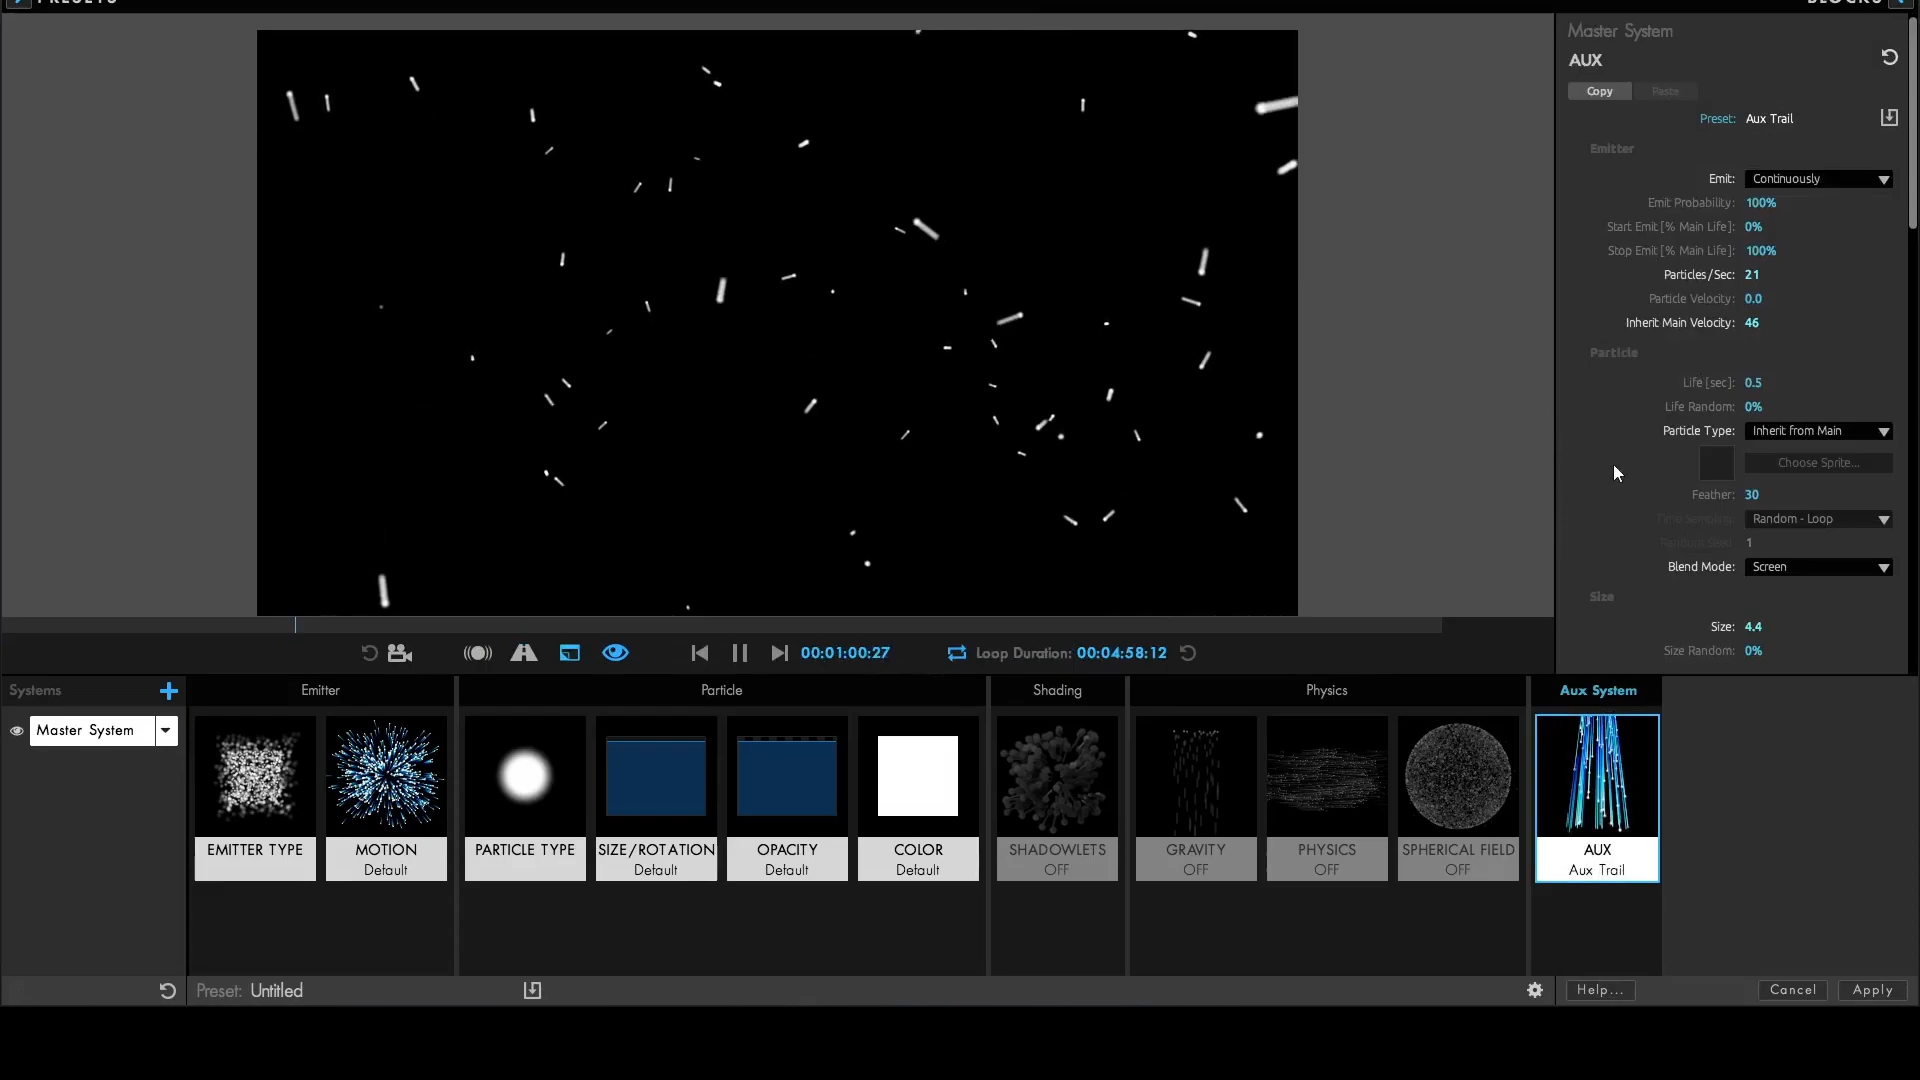 PRESETS
BLOCKS
Master System
AUX
Copy Paste
Preset: Aux Trail
Emitter
Emit: Continuously
Emit Probability: 100%
Start Emit [% Main Life]: 0%
Stop Emit [% Main Life]: 100%
Particles/Sec: 21
Particle Velocity: 0.0
Inherit Main Velocity: 46
Particle
Life [sec]: 0.5
Life Random: 0%
Particle Type: Inherit from Main
Choose Sprite...
Feather: 30
Time Sampling: Random - Loop
Random Seed: 1
Blend Mode: Screen
Size
Size: 4.4
Size Random: 0%
00:01:00:27 Loop Duration: 00:04:58:12
Systems
Master System
Emitter
Particle
Shading
Physics
Aux System
EMITTER TYPE
MOTION
Default
PARTICLE TYPE
SIZE/ROTATION
Default
OPACITY
Default
COLOR
Default
SHADOWLETS
OFF
GRAVITY
OFF
PHYSICS
OFF
SPHERICAL FIELD
OFF
AUX
Aux Trail
Preset: Untitled
Help...
Cancel
Apply